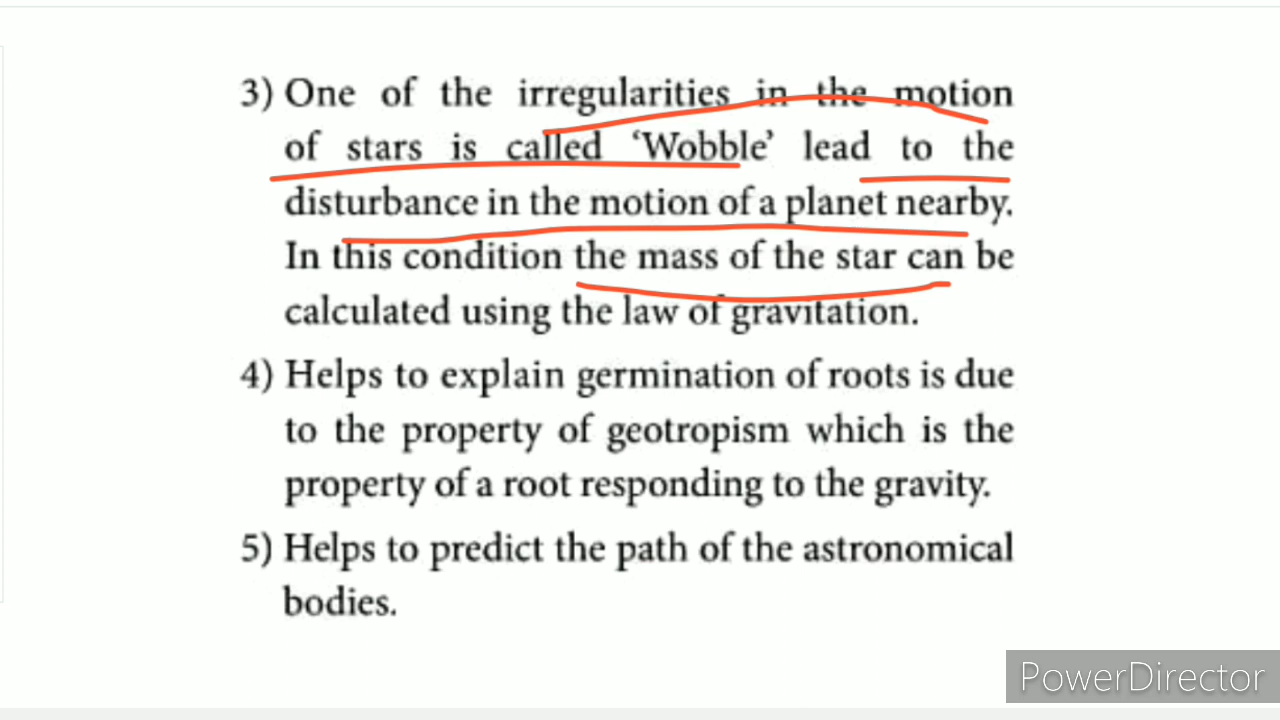 3) One of the irregularities in the motion
of stars is called ‘Wobble’ lead to the
disturbance in the motion of a planet nearby.
In this condition the mass of the star can be
calculated using the law of gravitation.
4) Helps to explain germination of roots is due
to the property of geotropism which is the
property of a root responding to the gravity.
5) Helps to predict the path of the astronomical
bodies.
PowerDirector